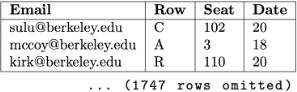 Email Row Seat Date
sulu@berkeley.edu C 102 20
mccoy@berkeley.edu A 3 18
kirk@berkeley.edu R 110 20
... (1747 rows omitted)